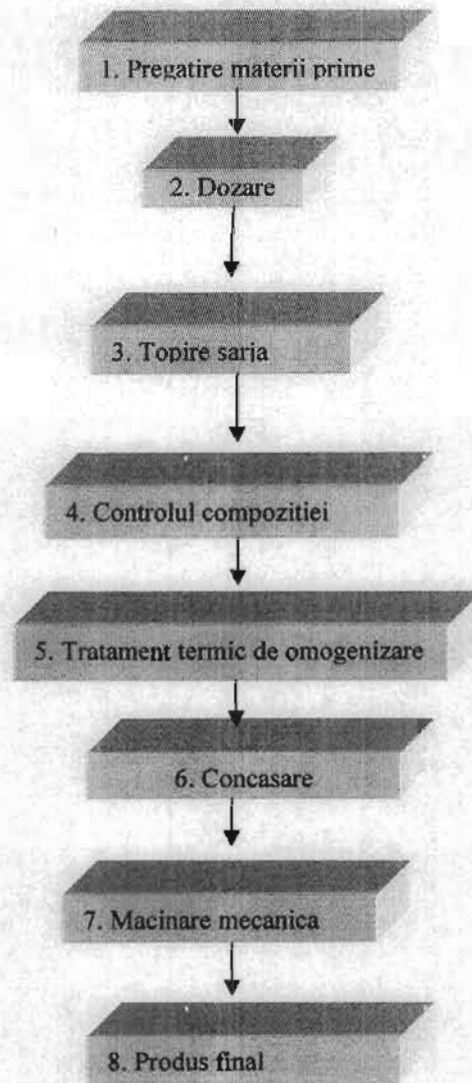 1. Pregatire materii prime
2. Dozare
3. Topire sarja
4. Controlul compozitiei
5. Tratament termic de omogenizare
6. Concasare
7. Macinare mecanica
8. Produs final